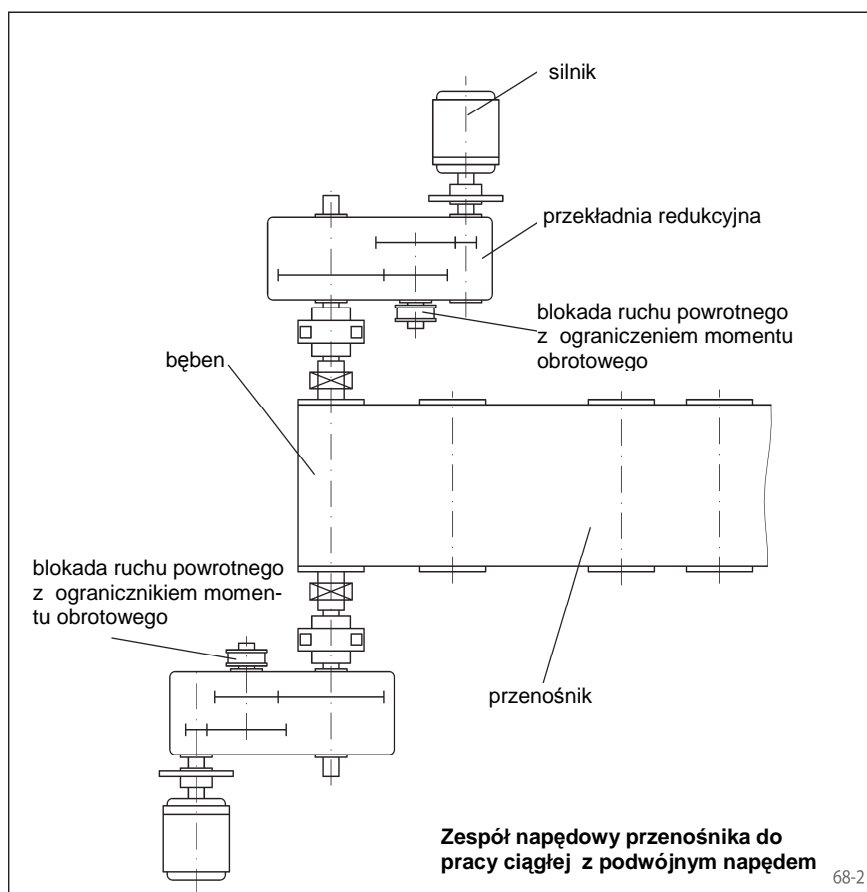 silnik
przekładnia redukcyjna
blokada ruchu powrotnego
z ograniczeniem momentu
obrotowego
bęben
blokada ruchu powrotnego
z ogranicznikiem momen-
tu obrotowego
przenośnik
Zespół napędowy przenośnika do
pracy ciągłej z podwójnym napędem
68-2